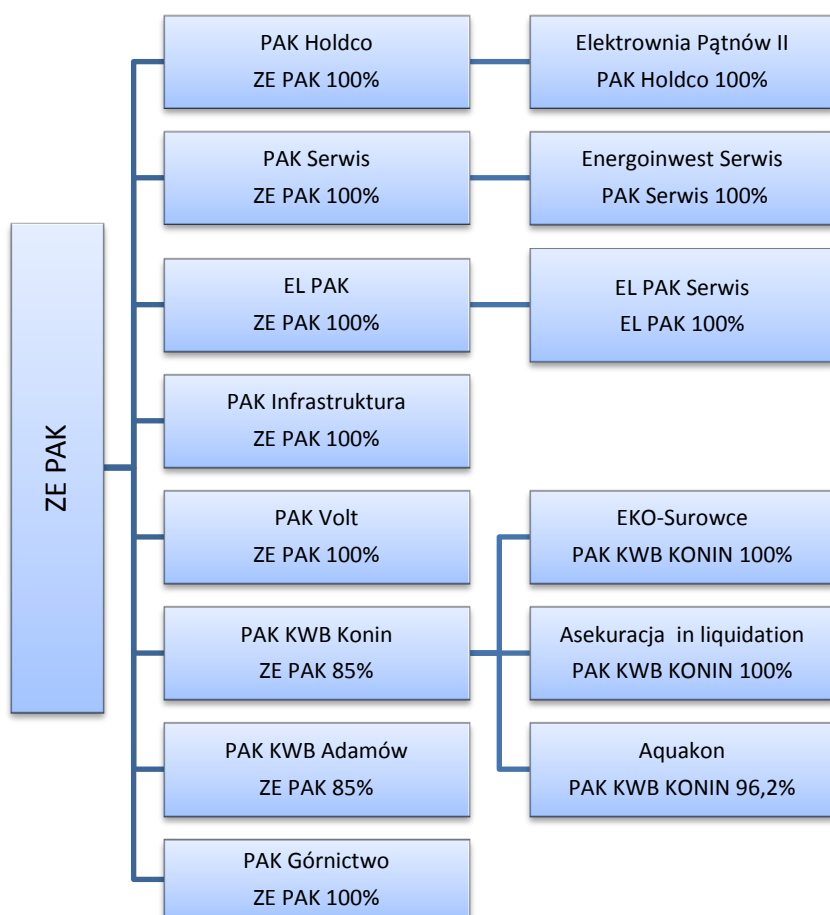 ZE PAK
PAK Holdco
ZE PAK 100%
Elektrownia Pątnów II
PAK Holdco 100%
PAK Serwis
ZE PAK 100%
Energoinwest Serwis
PAK Serwis 100%
EL PAK
ZE PAK 100%
EL PAK Serwis
EL PAK 100%
PAK Infrastruktura
ZE PAK 100%
PAK Volt
ZE PAK 100%
PAK KWB Konin
ZE PAK 85%
EKO-Surowce
PAK KWB KONIN 100%
Asekuracja in liquidation
PAK KWB KONIN 100%
Aquakon
PAK KWB KONIN 96,2%
PAK KWB Adamów
ZE PAK 85%
PAK Górnictwo
ZE PAK 100%